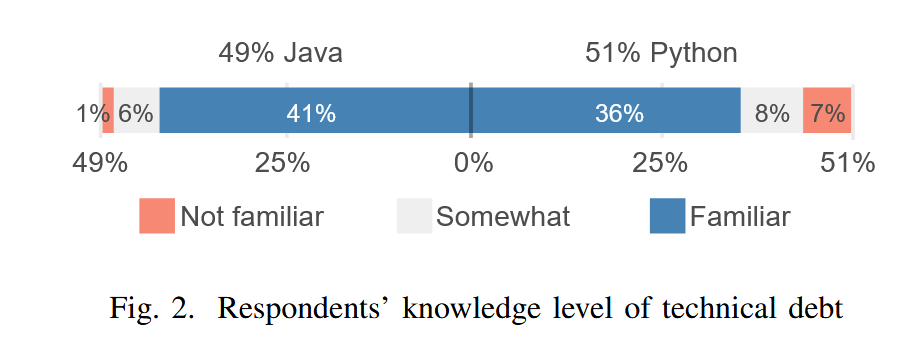 49% Java 51% Python
1% 6% 41% 36% 8% 7%
49% 25% 0% 25% 51%
Not familiar Somewhat Familiar
Fig. 2. Respondents' knowledge level of technical debt